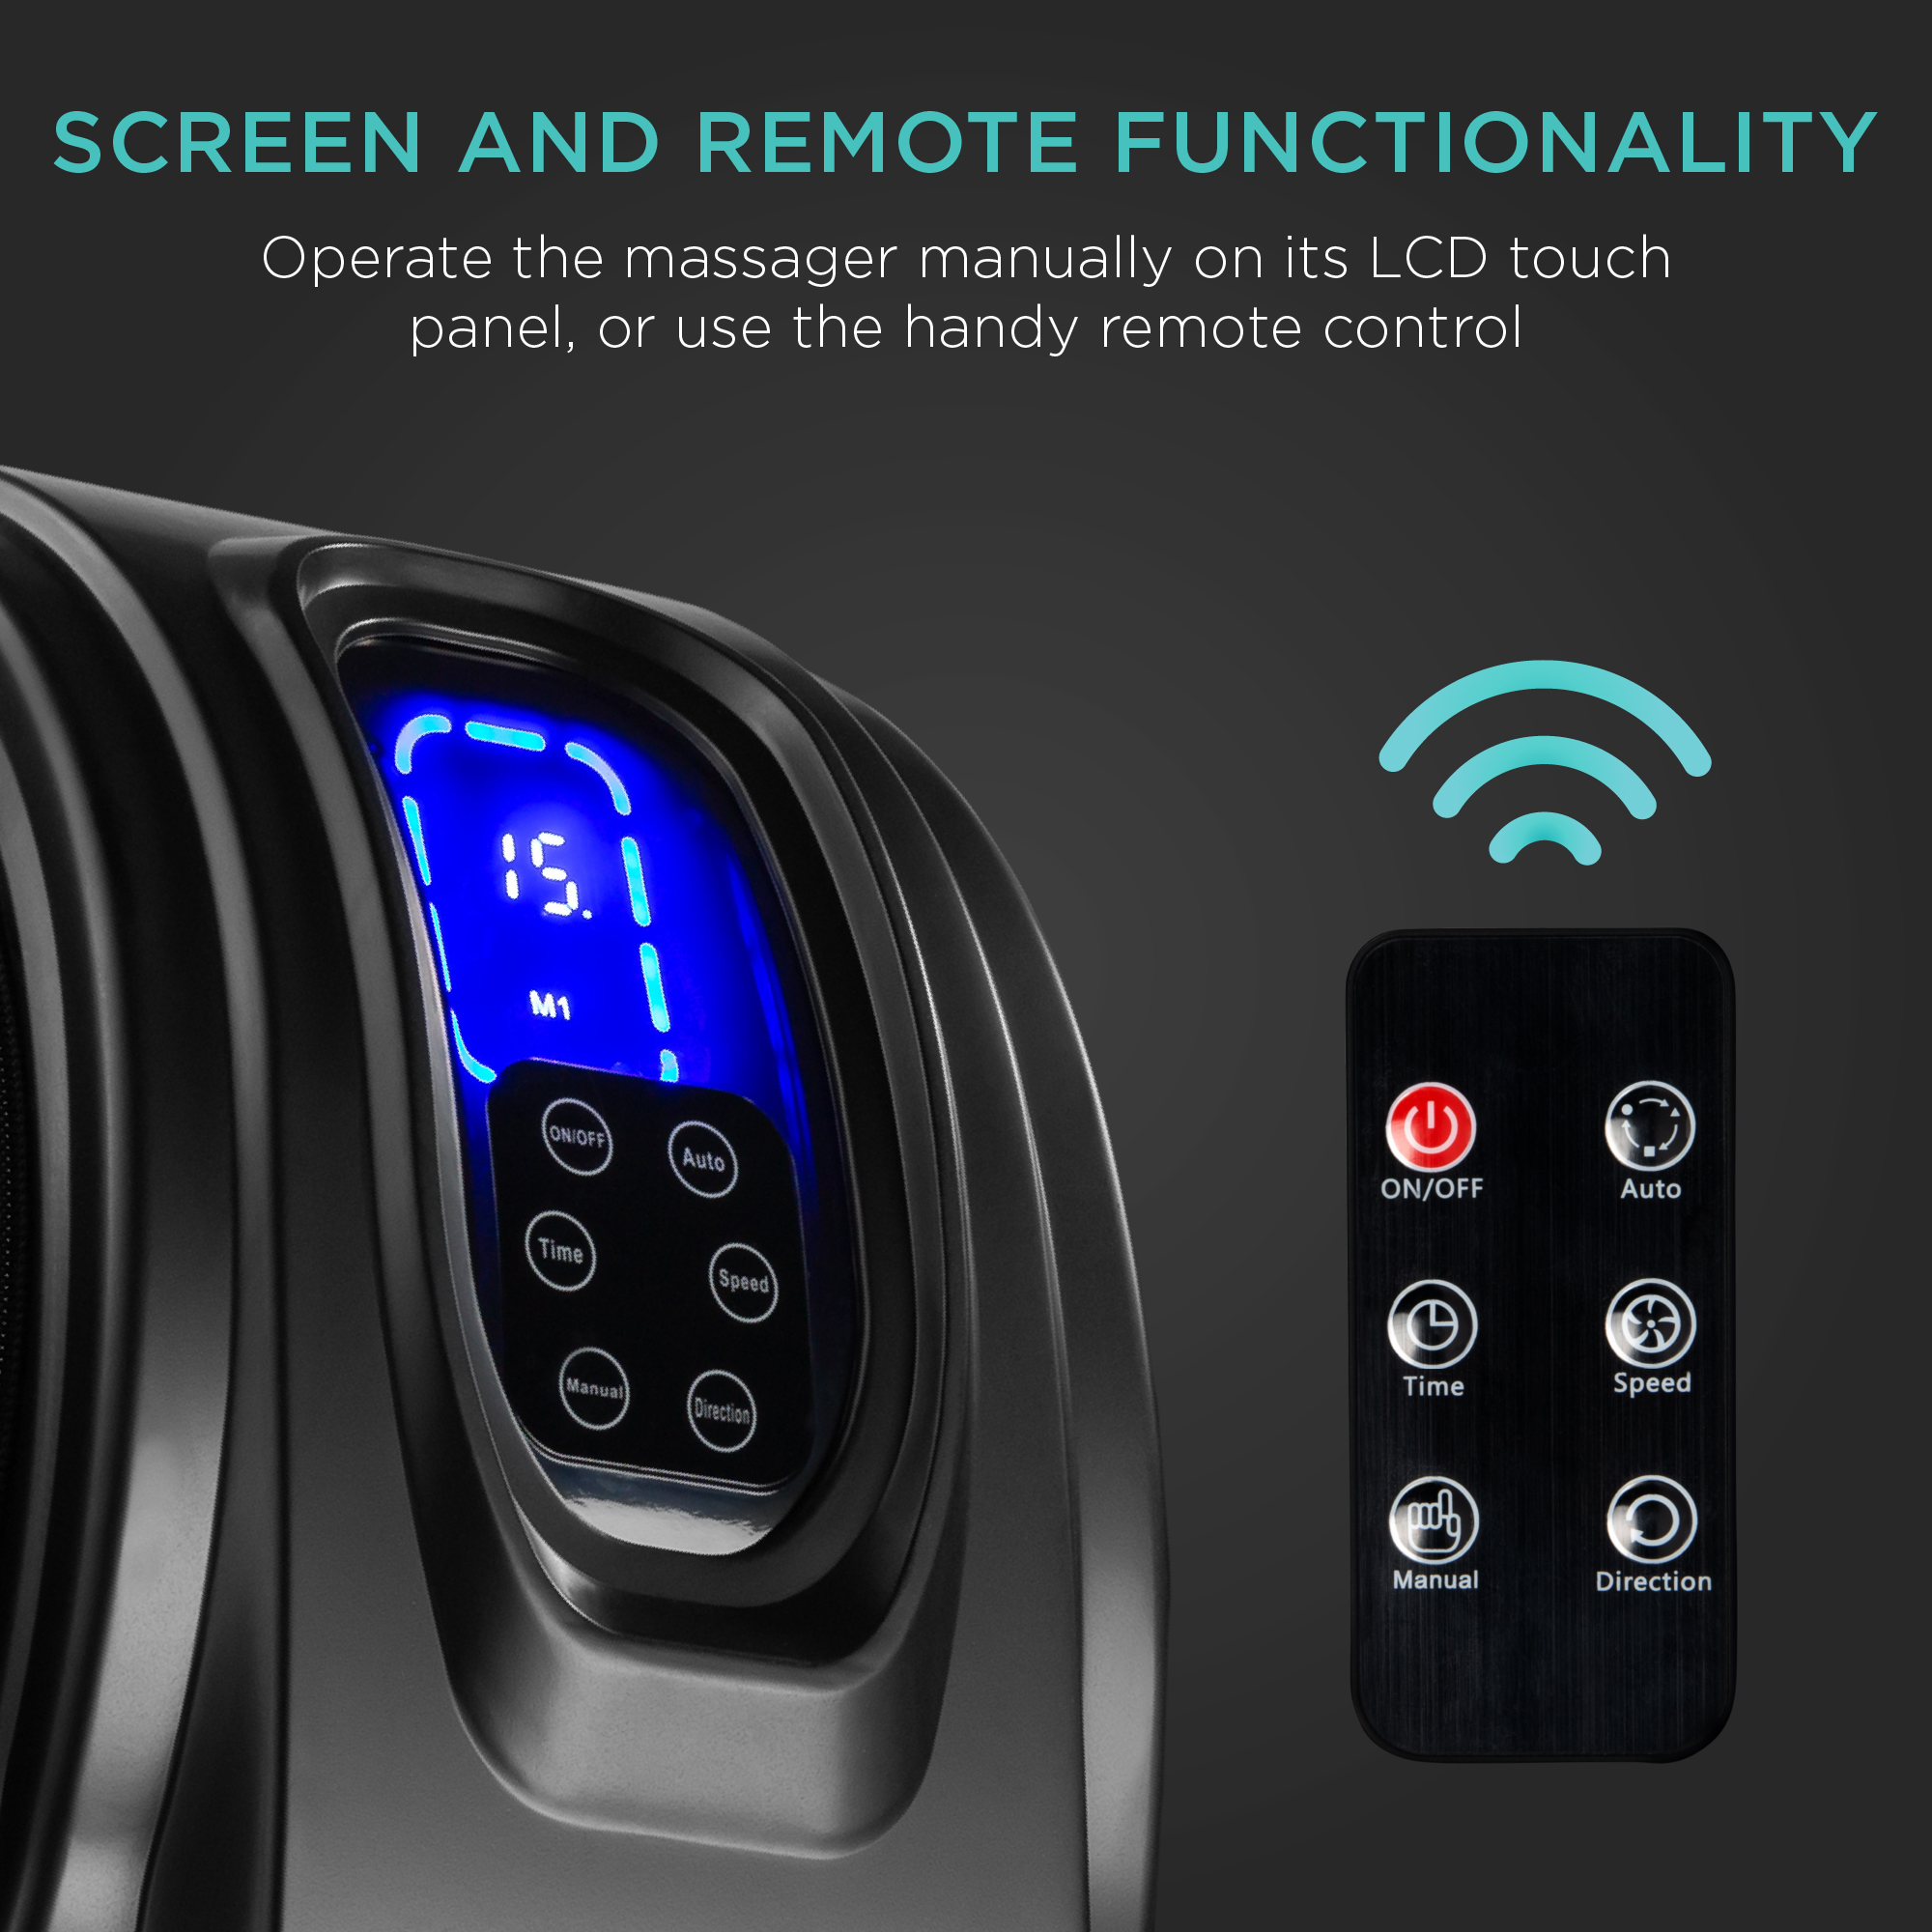 SCREEN AND REMOTE FUNCTIONALITY
Operate the massager manually on its LCD touch
panel, or use the handy remote control
15.
M1
ON/OFF
Auto
Time
Speed
Manual
Direction
ON/OFF
Auto
Time
Speed
Manual
Direction